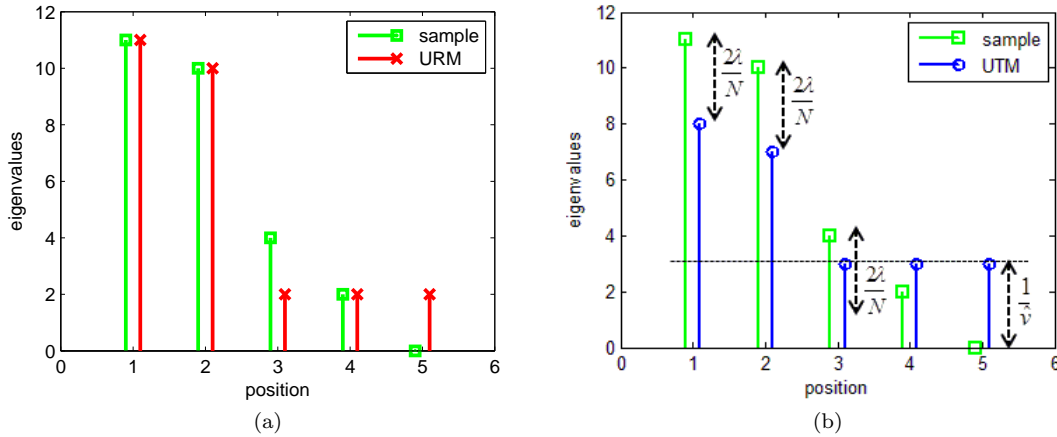 12
10
8
6
4
2
0
eigenvalues
0 1 2 3 4 5 6
position
sample
URM
(a)
12
10
8
6
4
2
0
eigenvalues
0 1 2 3 4 5 6
position
sample
UTM
2λ/N
2λ/N
2λ/N
1/v̂
(b)